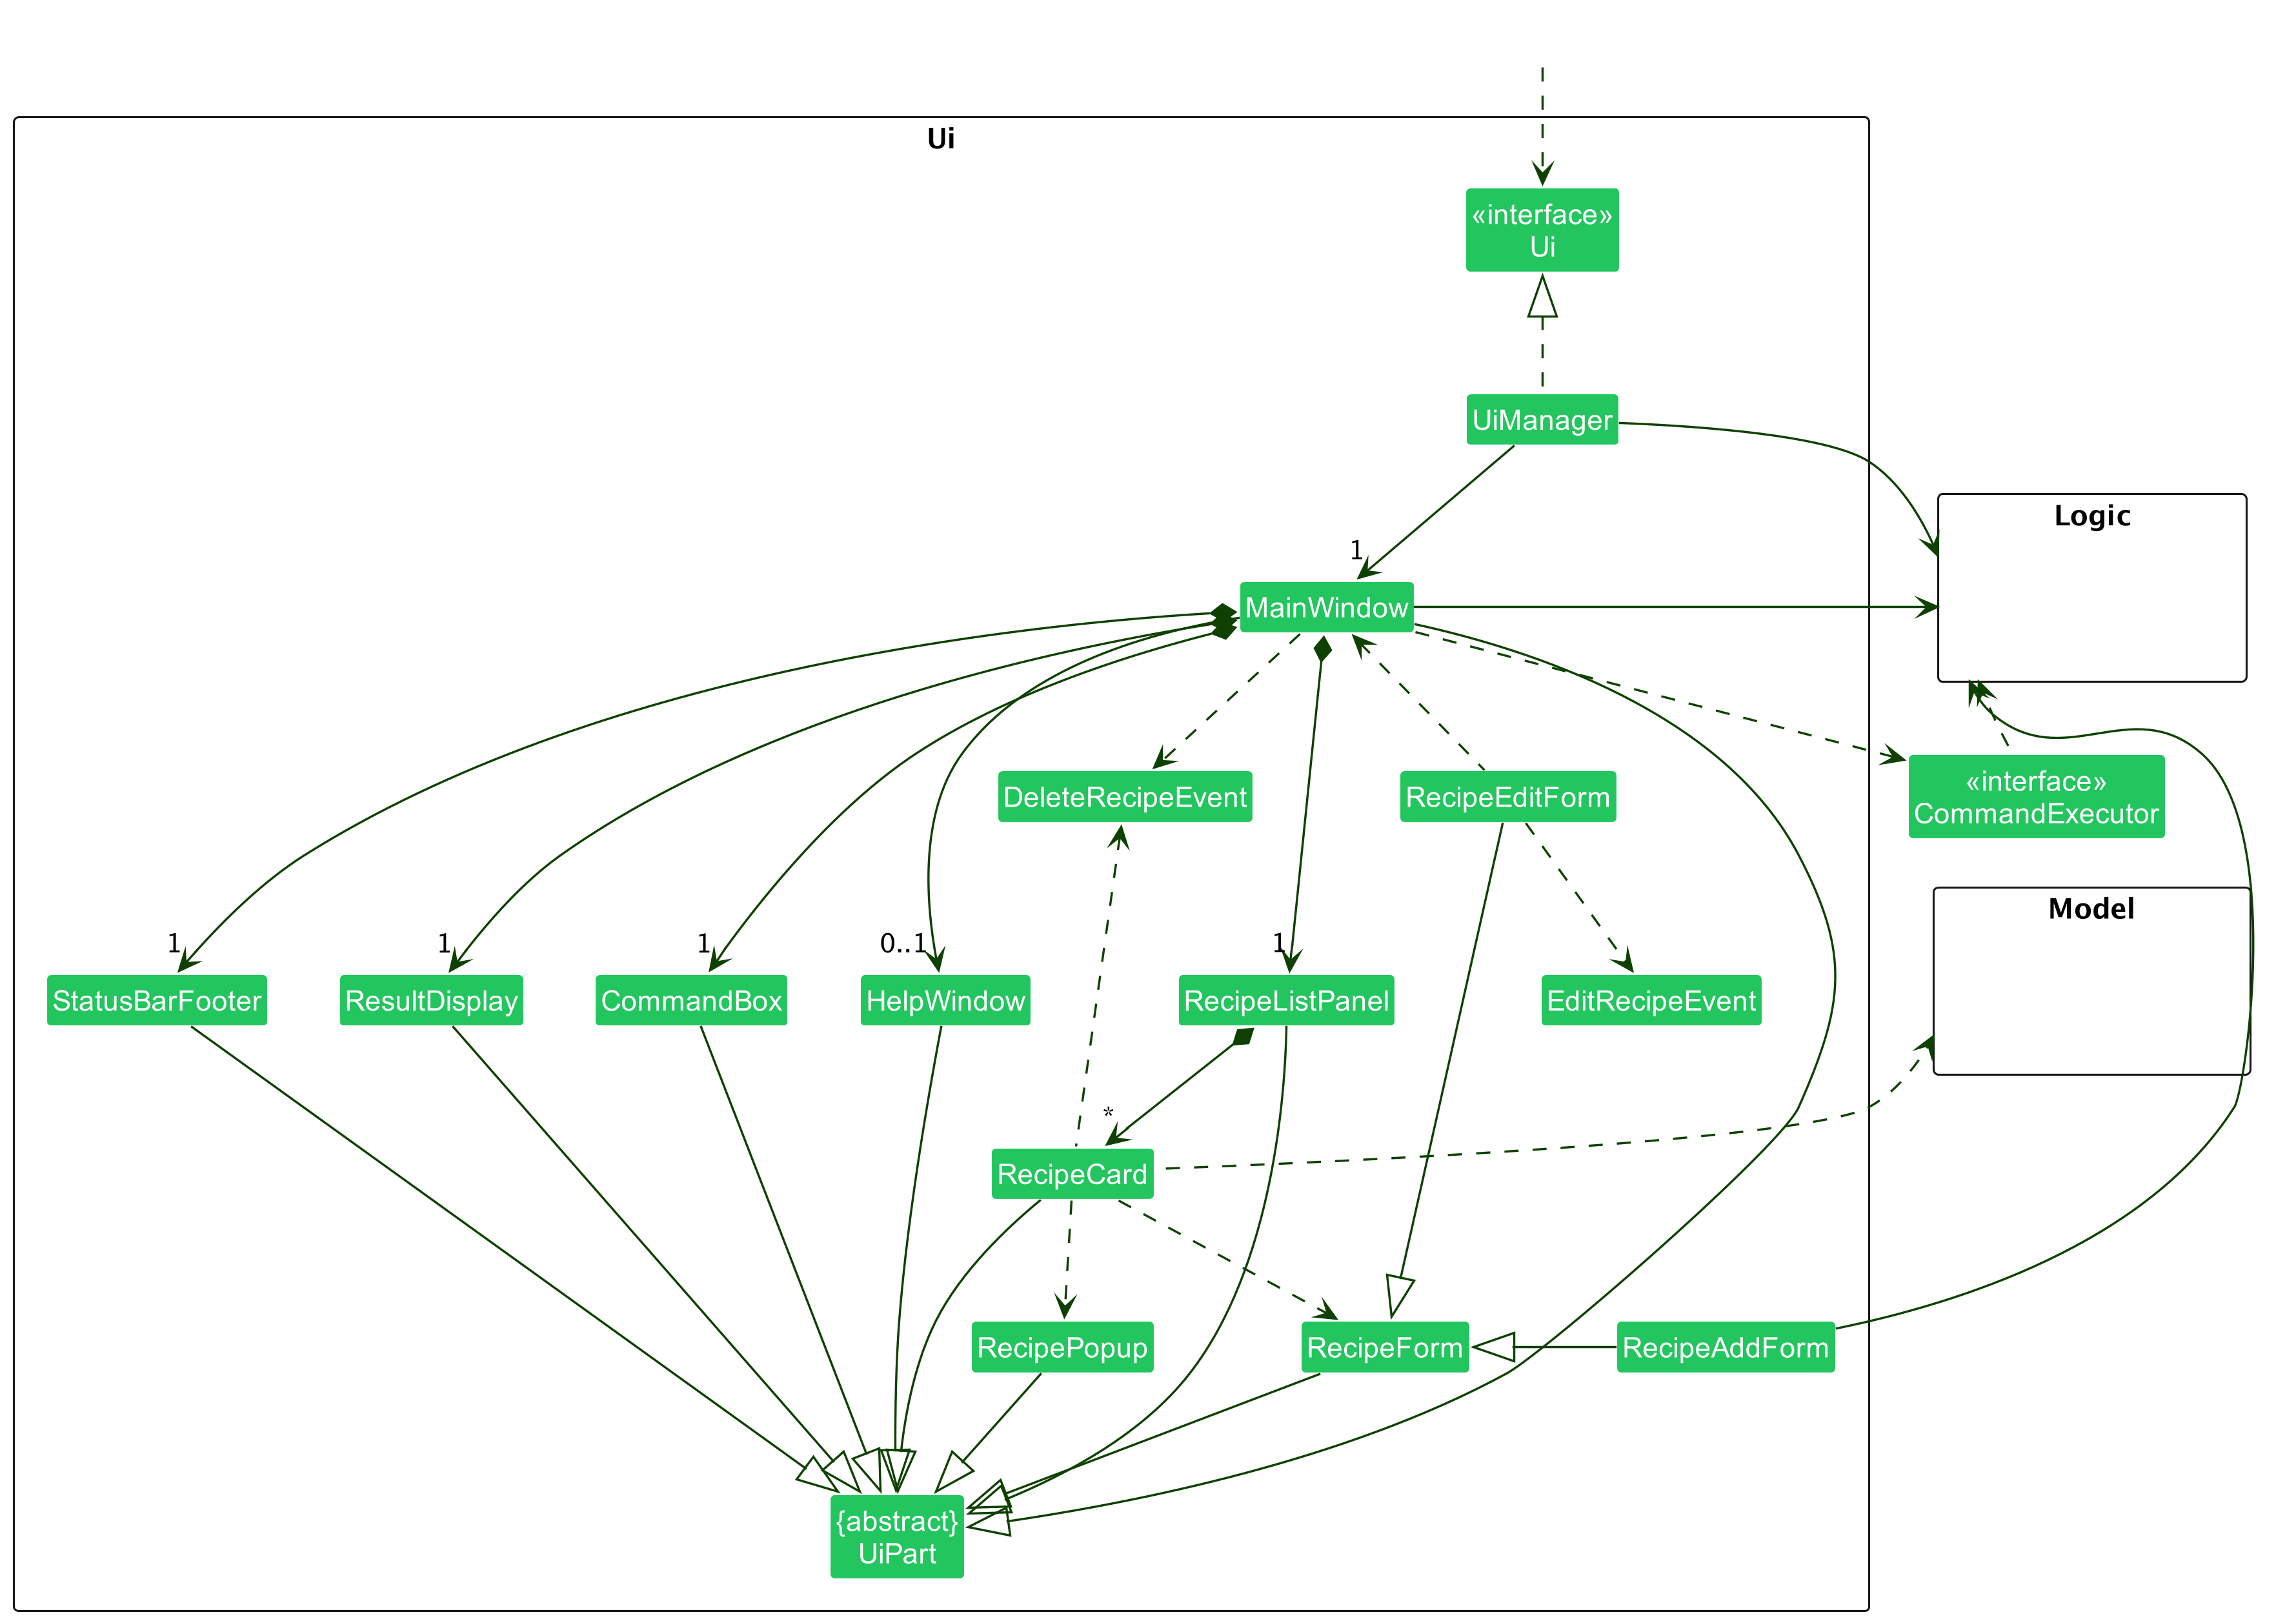 Ui
«interface»
Ui
UiManager
Logic
1
MainWindow
DeleteRecipeEvent
RecipeEditForm
«interface»
CommandExecutor
Model
1
1
1
0..1
1
StatusBarFooter
ResultDisplay
CommandBox
HelpWindow
RecipeListPanel
EditRecipeEvent
*
RecipeCard
RecipePopup
RecipeForm
RecipeAddForm
{abstract}
UiPart